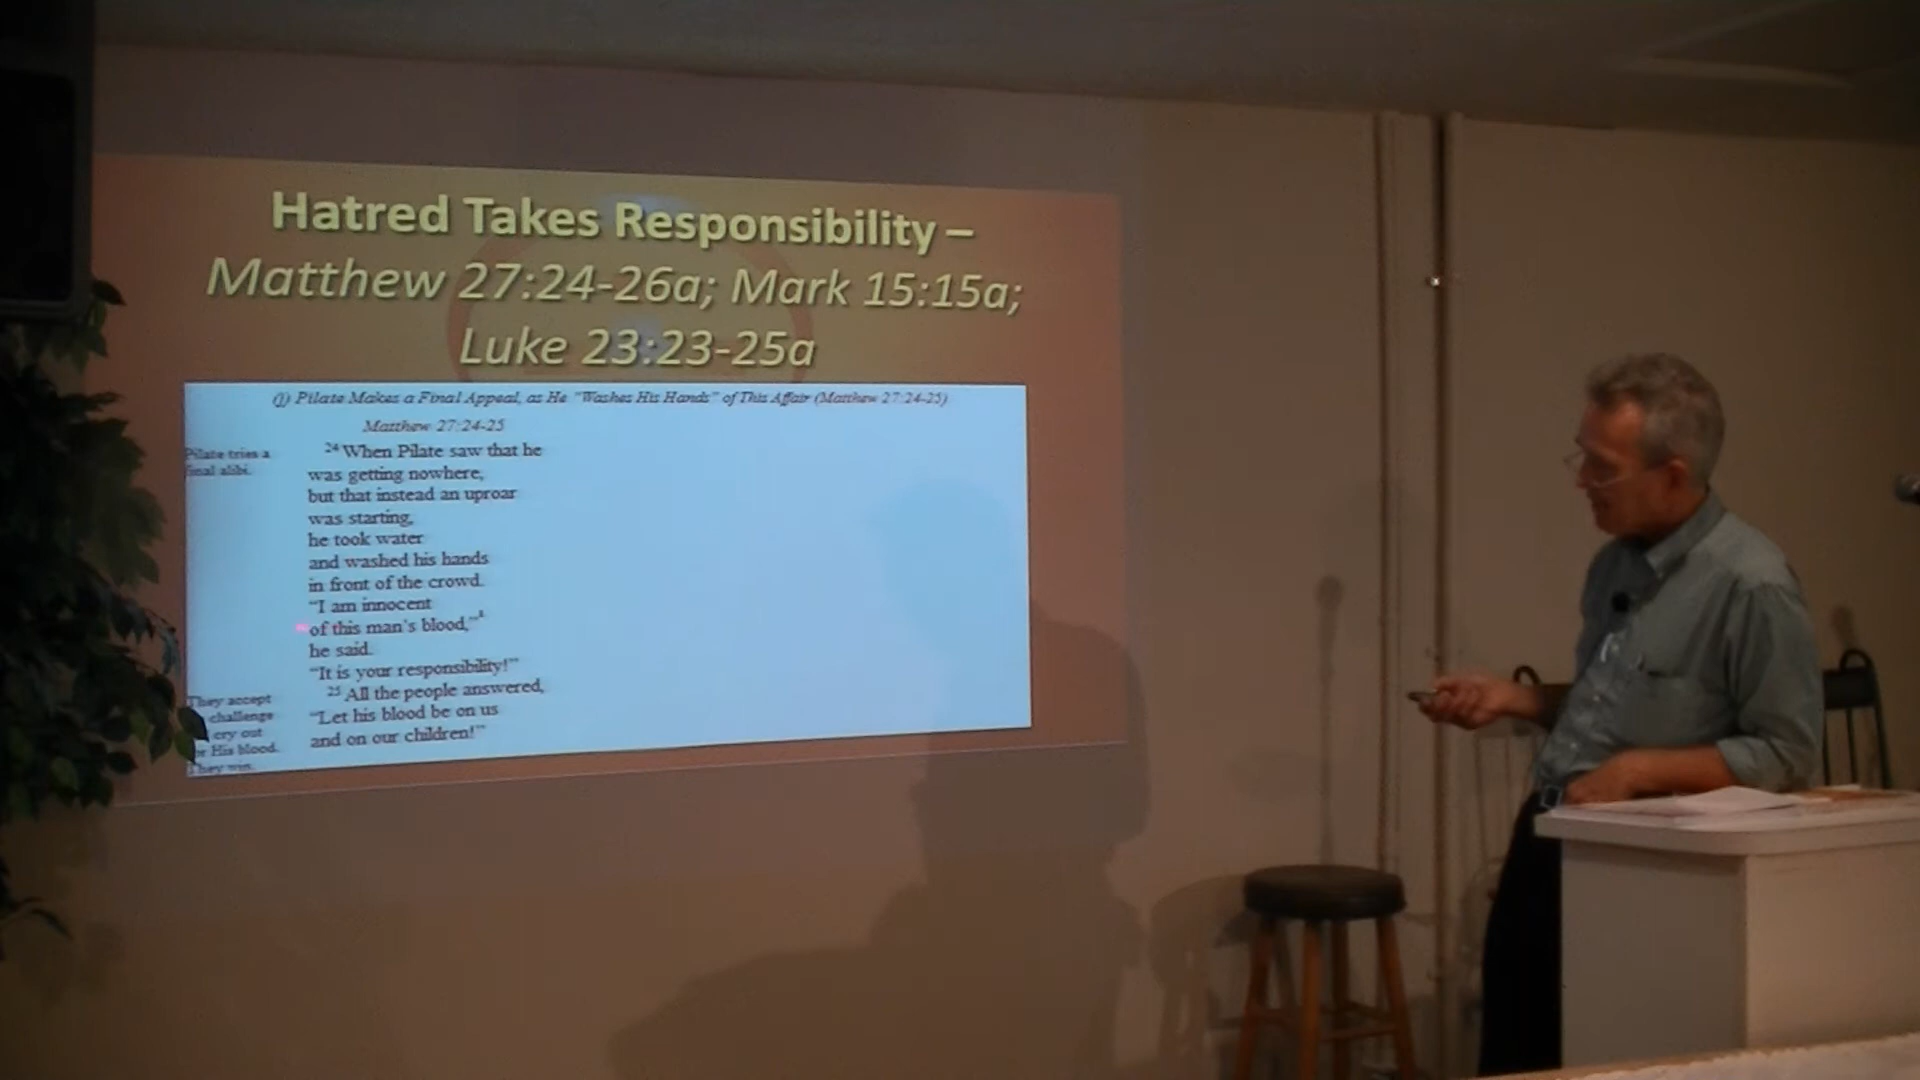 Hatred Takes Responsibility –
Matthew 27:24-26a; Mark 15:15a;
Luke 23:23-25a
(j) Pilate Makes a Final Appeal, as He "Washes His Hands" of This Affair (Matthew 27:24-25)
Matthew 27:24-25
Pilate tries a
final alibi.
24 When Pilate saw that he
was getting nowhere,
but that instead an uproar
was starting,
he took water
and washed his hands
in front of the crowd.
"I am innocent
of this man's blood,"
he said.
"It is your responsibility!"
25 All the people answered,
"Let his blood be on us
and on our children!"
They accept
challenge
cry out
His blood.
They win.